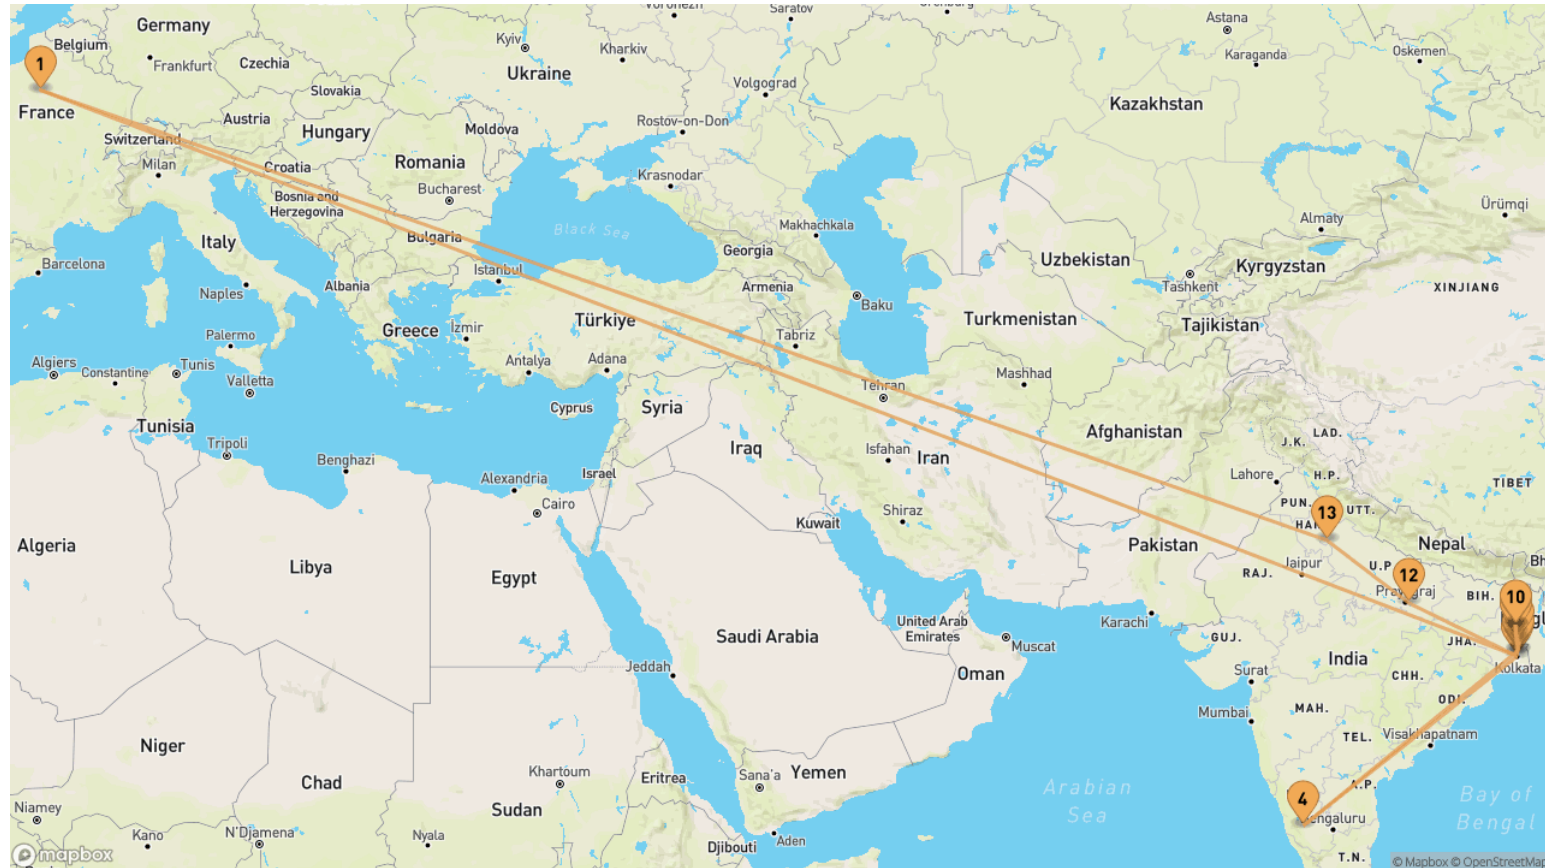 Voronezh
Saratov
Orenburg
Germany
Belgium
Kyiv
Kharkiv
Astana
Karaganda
Oskemen
1
Frankfurt
Czechia
Ukraine
Volgograd
Slovakia
Kazakhstan
France
Austria
Hungary
Moldova
Rostov-on-Don
Switzerland
Milan
Croatia
Romania
Krasnodar
Bucharest
Bosnia and
Herzegovina
Ürümqi
Almaty
Makhachkala
Black Sea
Bulgaria
Italy
Georgia
Uzbekistan
Kyrgyzstan
Barcelona
Istanbul
Tashkent
Albania
Armenia
XINJIANG
Naples
Baku
Türkiye
Turkmenistan
Tajikistan
Greece
İzmir
Palermo
Tabriz
Algiers
Constantine
Tunis
Antalya
Adana
Mashhad
Valletta
Tehran
Cyprus
Syria
Tunisia
Afghanistan
LAD.
Tripoli
J.K.
Iraq
Isfahan
Iran
Benghazi
Israel
Lahore
H.P.
Alexandria
TIBET
Cairo
PUN.
UTT.
Shiraz
13
Kuwait
HAR
Algeria
Pakistan
Nepal
Libya
Jaipur
U.P
Bh
Egypt
RAJ.
12
Prayagraj
BIH.
10
Karachi
United Arab
Emirates
Saudi Arabia
Muscat
GUJ.
JHA.
India
Jeddah
Oman
Surat
Kolkata
CHH.
ODI.
MAH.
Mumbai
TEL.
Visakhapatnam
Niger
Chad
Khartoum
Eritrea
Sana'a
Yemen
A.P.
Arabian
Sea
Bay of
Bengal
4
Niamey
Sudan
Bengaluru
Kano
N'Djamena
Nyala
Aden
Djibouti
T.N.
mapbox
© Mapbox © OpenStreetMap